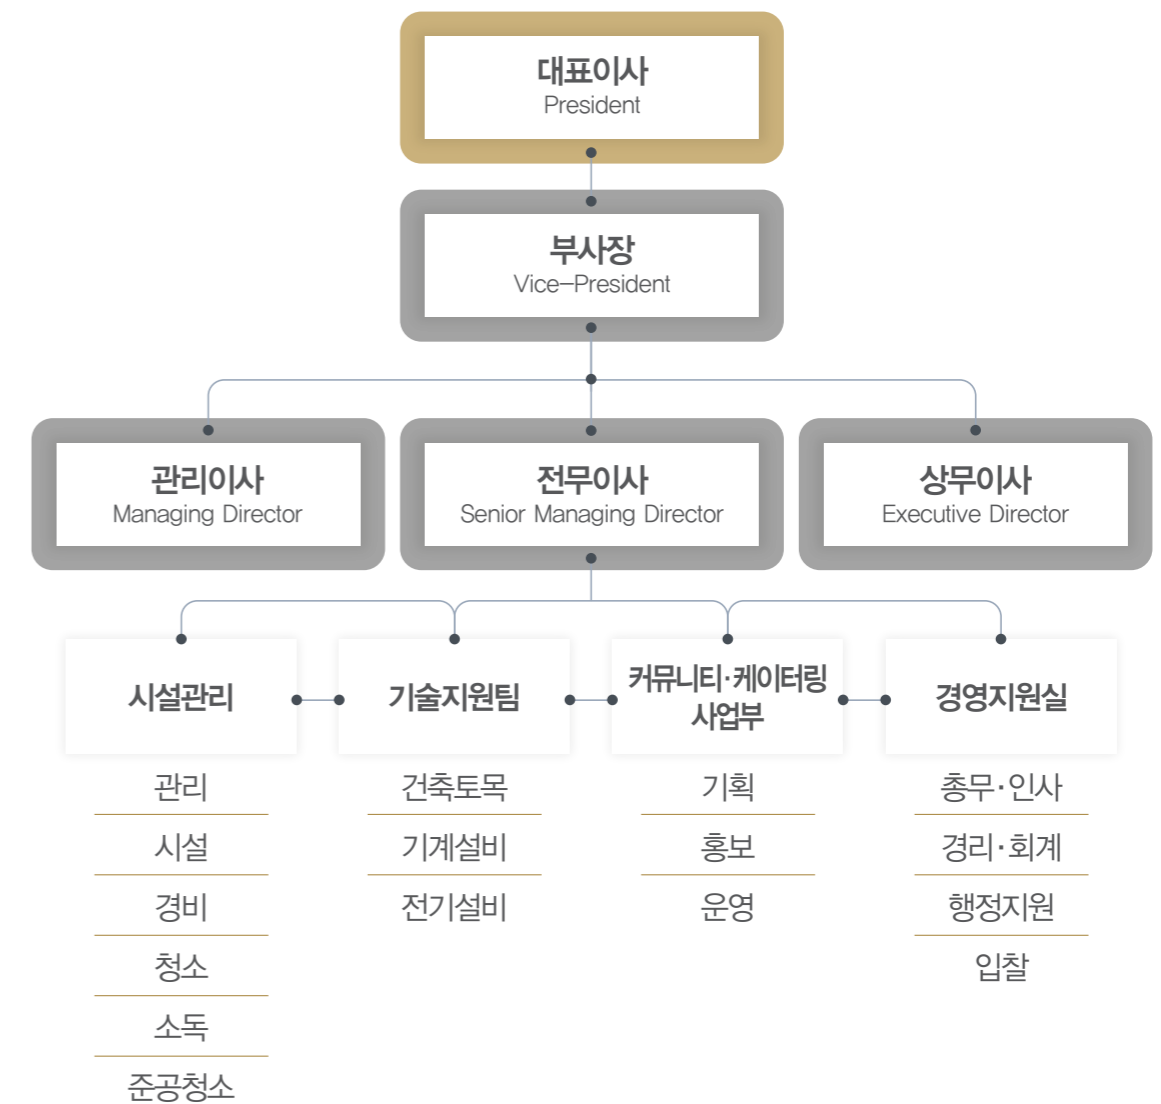 대표이사
President
부사장
Vice-President
관리이사
Managing Director
전무이사
Senior Managing Director
상무이사
Executive Director
시설관리
관리
시설
경비
청소
소독
준공청소
기술지원팀
건축토목
기계설비
전기설비
커뮤니티·케이터링
사업부
기획
홍보
운영
경영지원실
총무·인사
경리·회계
행정지원
입찰